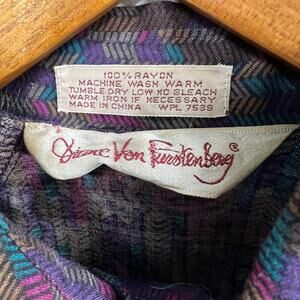 100% RAYON
MACHINE WASH WARM
TUMBLE DRY LOW NO BLEACH
WARM IRON IF NECESSARY
MADE IN CHINA WPL 7538
Diane Von Furstenberg